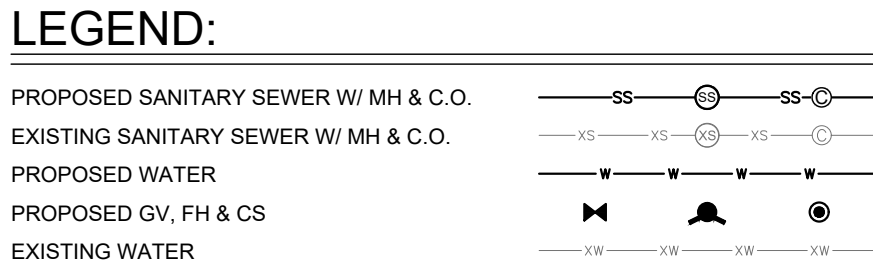 LEGEND:
PROPOSED SANITARY SEWER W/ MH & C.O. SS SS SS C
EXISTING SANITARY SEWER W/ MH & C.O. XS XS XS XS C
PROPOSED WATER W W W W
PROPOSED GV, FH & CS
EXISTING WATER XW XW XW XW